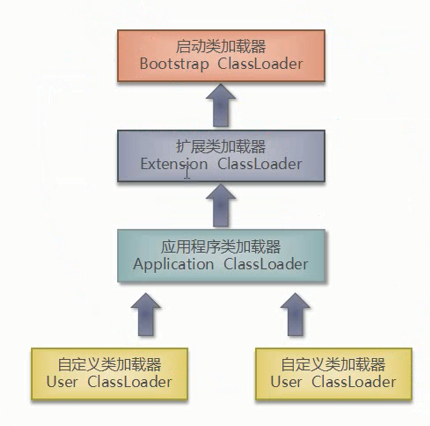 启动类加载器
Bootstrap ClassLoader
扩展类加载器
Extension ClassLoader
应用程序类加载器
Application ClassLoader
自定义类加载器
User ClassLoader
自定义类加载器
User ClassLoader